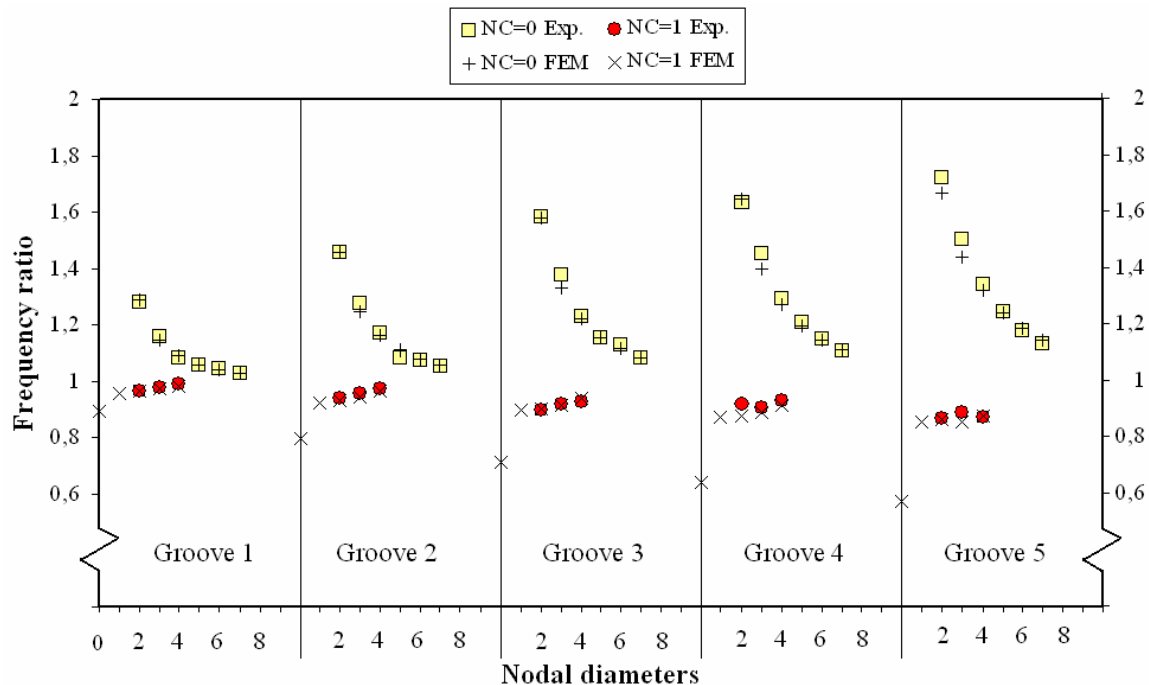 NC=0 Exp. NC=1 Exp.
NC=0 FEM NC=1 FEM
2 2
1,8 1,8
1,6 1,6
1,4 1,4
1,2 1,2
1 1
0,8 0,8
0,6 0,6
Frequency ratio
Groove 1 Groove 2 Groove 3 Groove 4 Groove 5
0 2 4 6 8 2 4 6 8 2 4 6 8 2 4 6 8 2 4 6 8
Nodal diameters